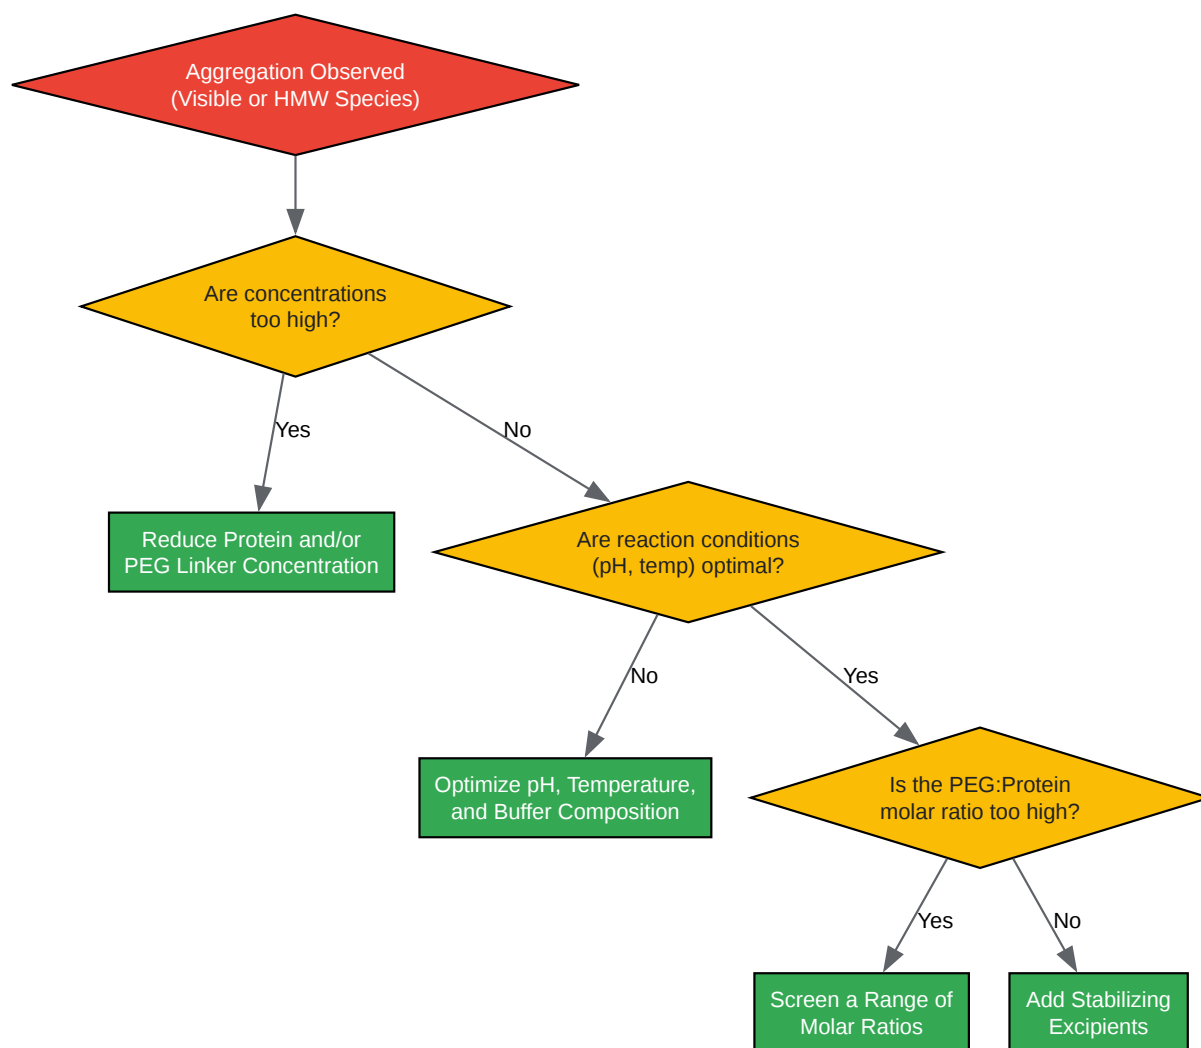 Aggregation Observed
(Visible or HMW Species)
Are concentrations
too high?
Yes
No
Reduce Protein and/or
PEG Linker Concentration
Are reaction conditions
(pH, temp) optimal?
No
Yes
Optimize pH, Temperature,
and Buffer Composition
Is the PEG:Protein
molar ratio too high?
Yes
No
Screen a Range of
Molar Ratios
Add Stabilizing
Excipients